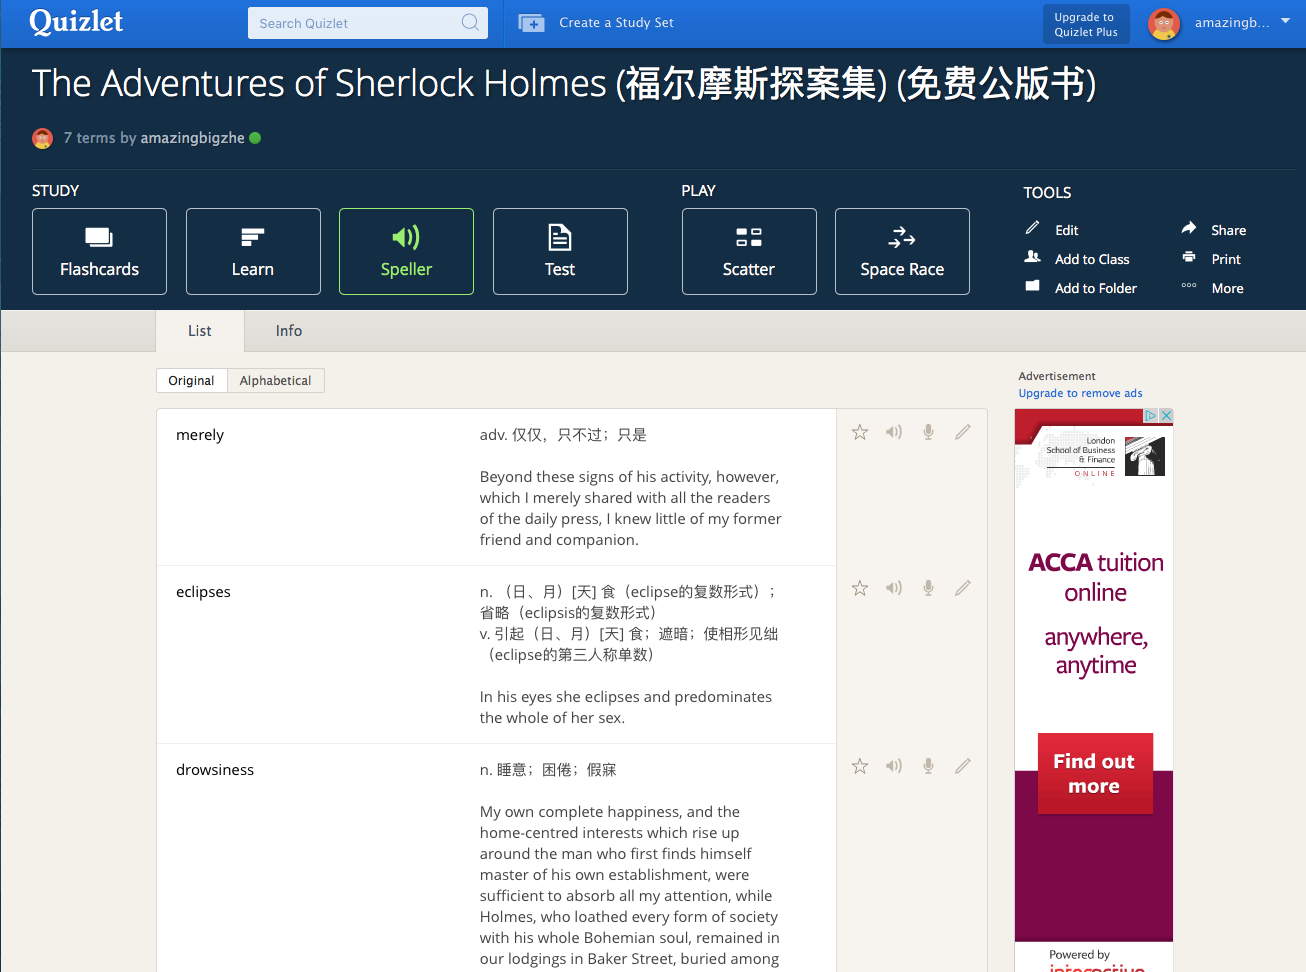 Quizlet
Search Quizlet
Create a Study Set
Upgrade to
Quizlet Plus
amazingb...
The Adventures of Sherlock Holmes (福尔摩斯探案集) (免费公版书)
7 terms by amazingbigzhe
STUDY
PLAY
TOOLS
Flashcards
Learn
Speller
Test
Scatter
Space Race
Edit
Share
Add to Class
Print
Add to Folder
More
List
Info
Original
Alphabetical
merely
adv. 仅仅，只不过；只是
Beyond these signs of his activity, however,
which I merely shared with all the readers
of the daily press, I knew little of my former
friend and companion.
eclipses
n. （日、月）[天] 食（eclipse的复数形式）；
省略（eclipsis的复数形式）
v. 引起（日、月）[天] 食；遮暗；使相形见绌
（eclipse的第三人称单数）
In his eyes she eclipses and predominates
the whole of her sex.
drowsiness
n. 睡意；困倦；假寐
My own complete happiness, and the
home-centred interests which rise up
around the man who first finds himself
master of his own establishment, were
sufficient to absorb all my attention, while
Holmes, who loathed every form of society
with his whole Bohemian soul, remained in
our lodgings in Baker Street, buried among
Advertisement
Upgrade to remove ads
London
School of Business
& Finance
ONLINE
ACCA tuition
online
anywhere,
anytime
Find out
more
Powered by
interactive